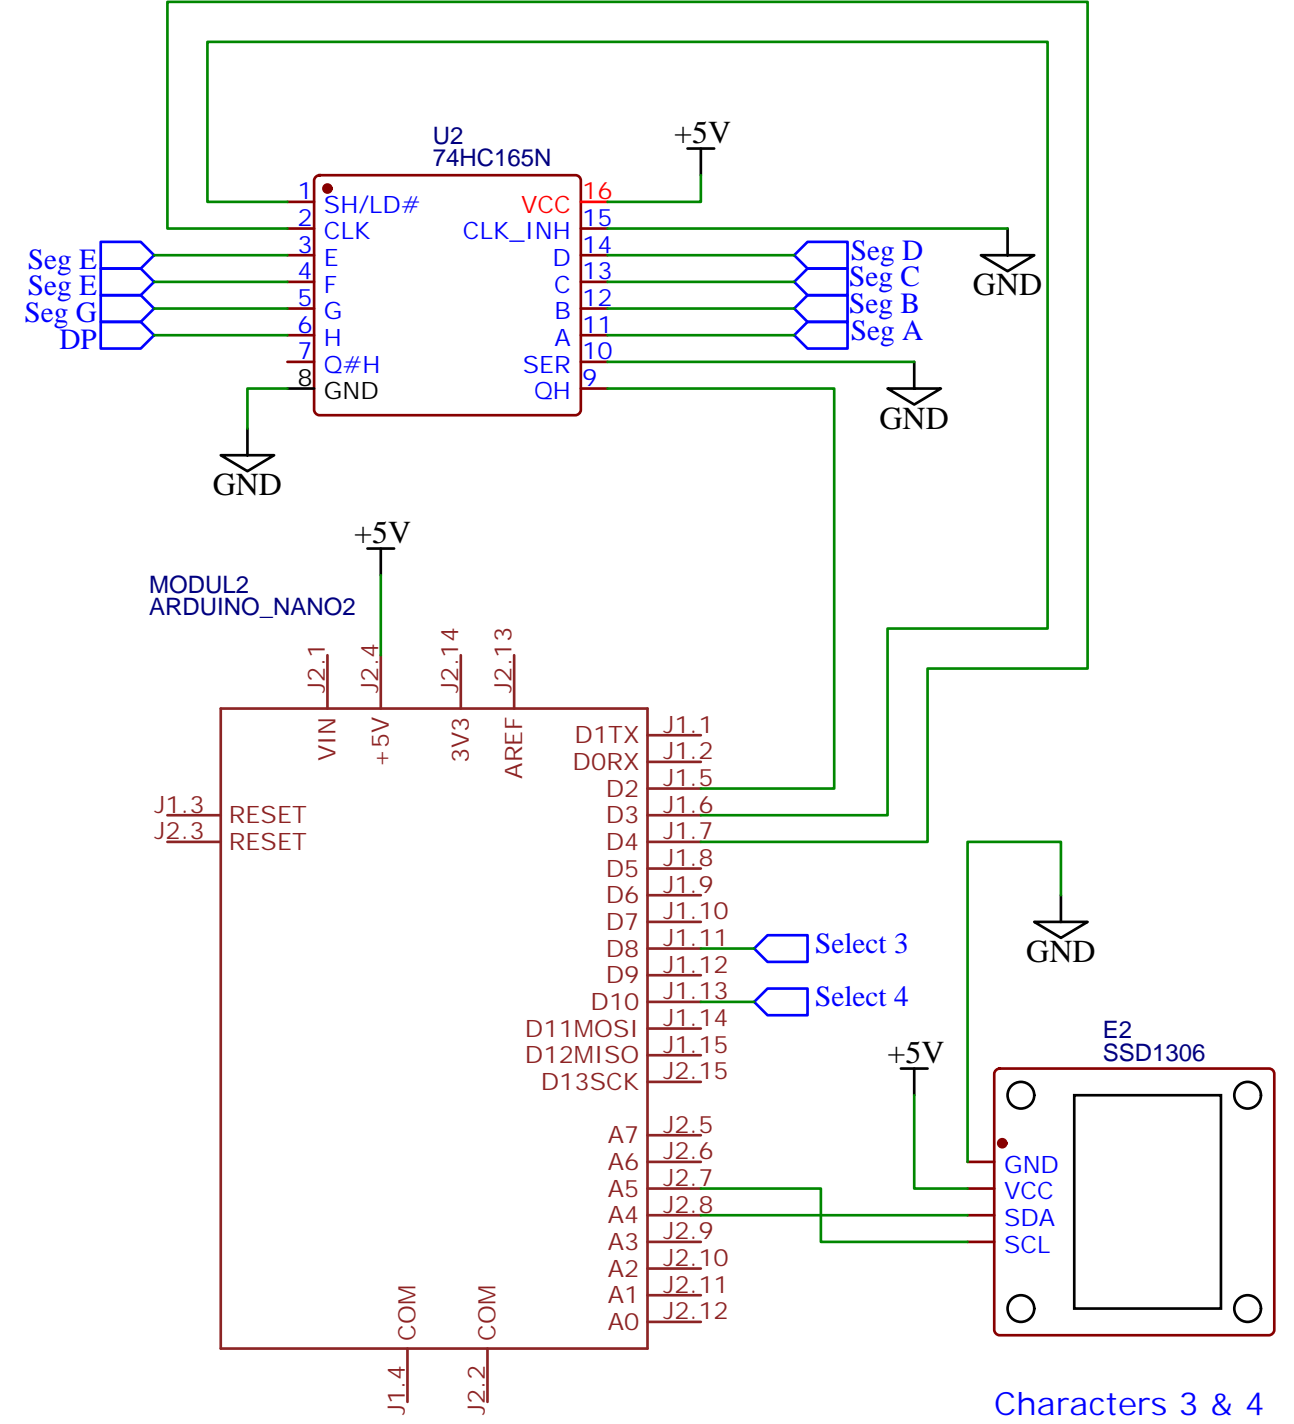 U2
74HC165N
+5V
1 SH/LD# VCC 16
2 CLK CLK_INH 15
Seg E 3 E D 14 Seg D
Seg E 4 F C 13 Seg C
Seg G 5 G B 12 Seg B
DP 6 H A 11 Seg A
7 Q#H SER 10
8 GND QH 9
GND
GND
GND
+5V
MODUL2
ARDUINO_NANO2
J2.1 J2.4 J2.14 J2.13
VIN +5V 3V3 AREF
D1TX J1.1
D0RX J1.2
D2 J1.5
J1.3 RESET D3 J1.6
J2.3 RESET D4 J1.7
D5 J1.8
D6 J1.9
D7 J1.10
D8 J1.11 Select 3
GND
D9 J1.12
D10 J1.13 Select 4
D11MOSI J1.14
D12MISO J1.15
D13SCK J2.15
+5V
E2
SSD1306
A7 J2.5
A6 J2.6
A5 J2.7
A4 J2.8
A3 J2.9
A2 J2.10
A1 J2.11
A0 J2.12
GND
VCC
SDA
SCL
COM COM
J1.4 J2.2
Characters 3 & 4